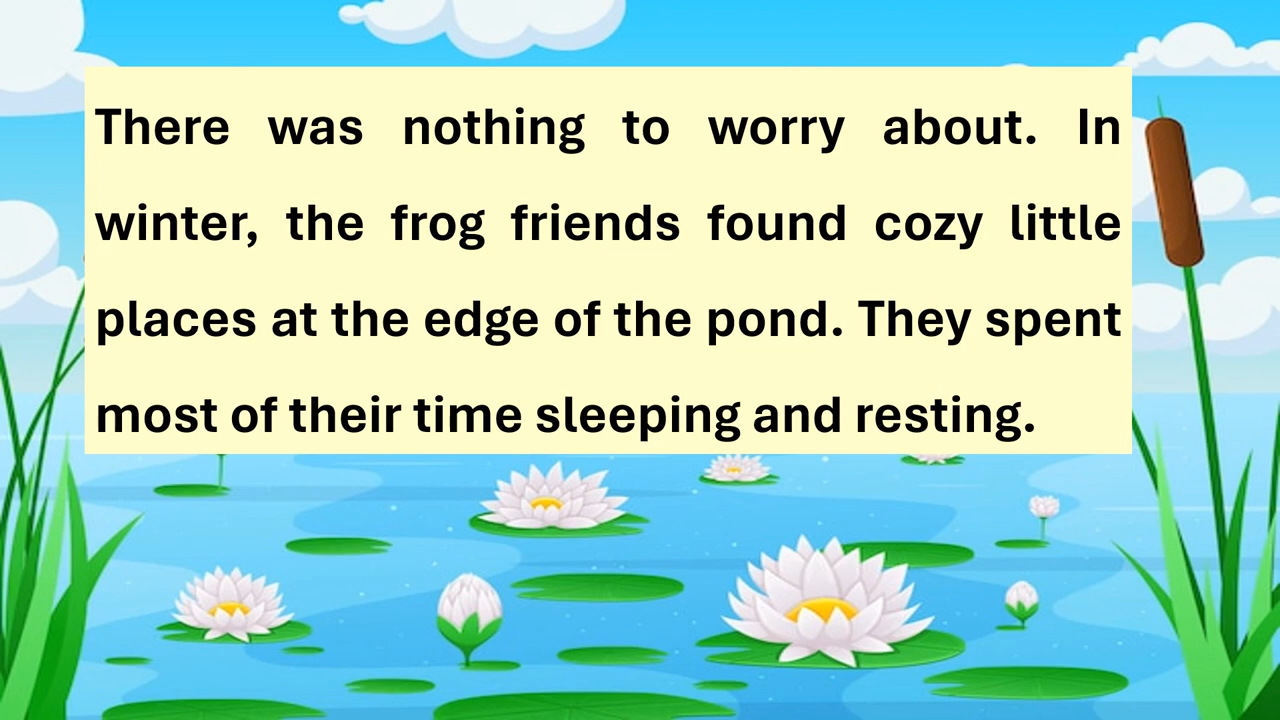 There was nothing to worry about. In
winter, the frog friends found cozy little
places at the edge of the pond. They spent
most of their time sleeping and resting.